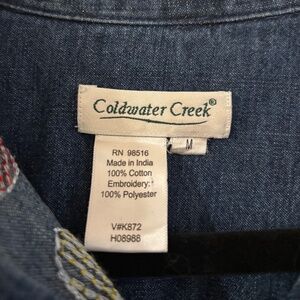 Coldwater Creek®
M
RN 98516
Made in India
100% Cotton
Embroidery:
100% Polyester
V#K872
H08988